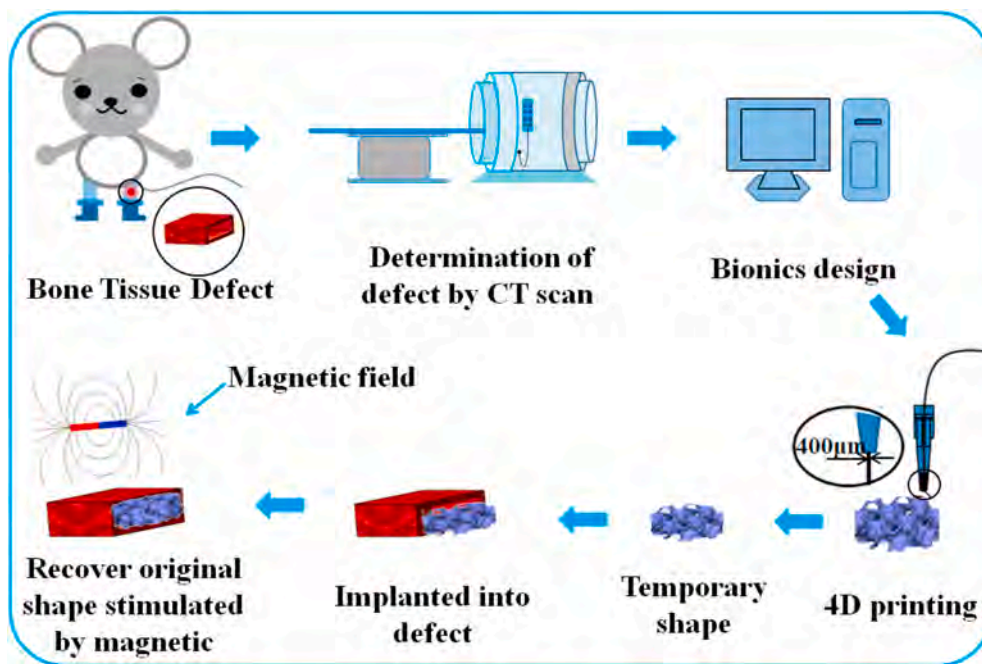 Bone Tissue Defect
Determination of
defect by CT scan
Bionics design
Magnetic field
400μm
Recover original
shape stimulated
by magnetic
Implanted into
defect
Temporary
shape
4D printing